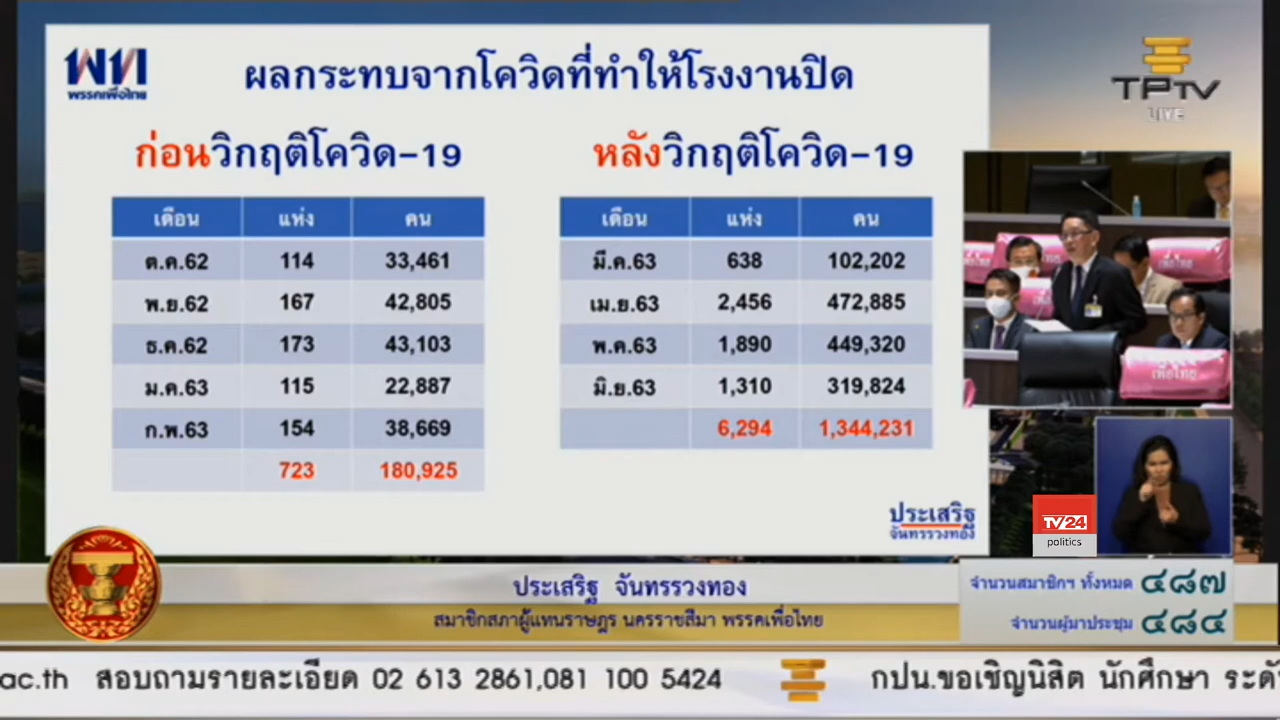 พท
พรรคเพื่อไทย
ผลกระทบจากโควิดที่ทำให้โรงงานปิด
TPTV
LIVE
ก่อนวิกฤติโควิด-19
เดือน แห่ง คน
ต.ค.62 114 33,461
พ.ย.62 167 42,805
ธ.ค.62 173 43,103
ม.ค.63 115 22,887
ก.พ.63 154 38,669
723 180,925
หลังวิกฤติโควิด-19
เดือน แห่ง คน
มี.ค.63 638 102,202
เม.ย.63 2,456 472,885
พ.ค.63 1,890 449,320
มิ.ย.63 1,310 319,824
6,294 1,344,231
เพื่อไทย
ประเสริฐ
จันทรรวงทอง
TV24
politics
ประเสริฐ จันทรรวงทอง
สมาชิกสภาผู้แทนราษฎร นครราชสีมา พรรคเพื่อไทย
จำนวนสมาชิกฯ ทั้งหมด ๔๘๗
จำนวนผู้มาประชุม ๔๘๔
ac.th สอบถามรายละเอียด 02 613 2861,081 100 5424 กปน.ขอเชิญนิสิต นักศึกษา ระดับ